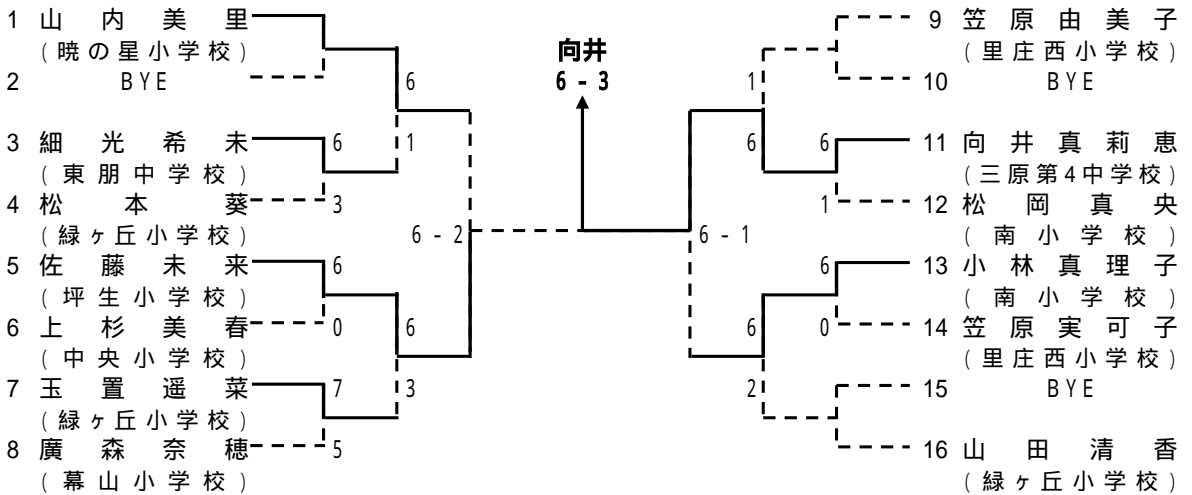 1 山内美里
(暁の星小学校)
2 BYE
6
3 細光希未
6
1
(東朋中学校)
4 松本葵
3
(緑ヶ丘小学校)
6 - 2
5 佐藤未来
6
(坪生小学校)
6 上杉美春
0
6
(中央小学校)
7 玉置遥菜
7
3
(緑ヶ丘小学校)
8 廣森奈穂
5
(幕山小学校)
向井
6 - 3
9 笠原由美子
(里庄西小学校)
1
10 BYE
6
6
11 向井真莉恵
(三原第4中学校)
1
12 松岡真央
(南小学校)
6 - 1
6
13 小林真理子
(南小学校)
6
0
14 笠原実可子
(里庄西小学校)
2
15 BYE
16 山田清香
(緑ヶ丘小学校)